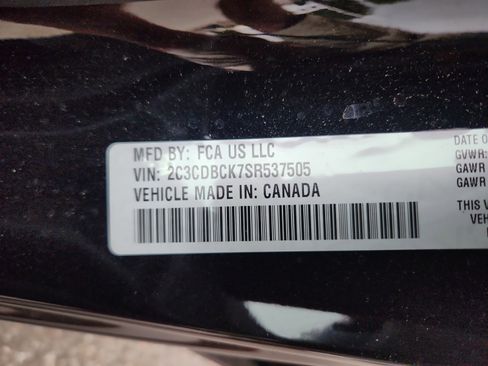 MFD BY: FCA US LLC
VIN: 2C3CDBCK7SR537505
VEHICLE MADE IN: CANADA
DATE O
GVWR:
GAWR
GAWR
THIS V
VEH